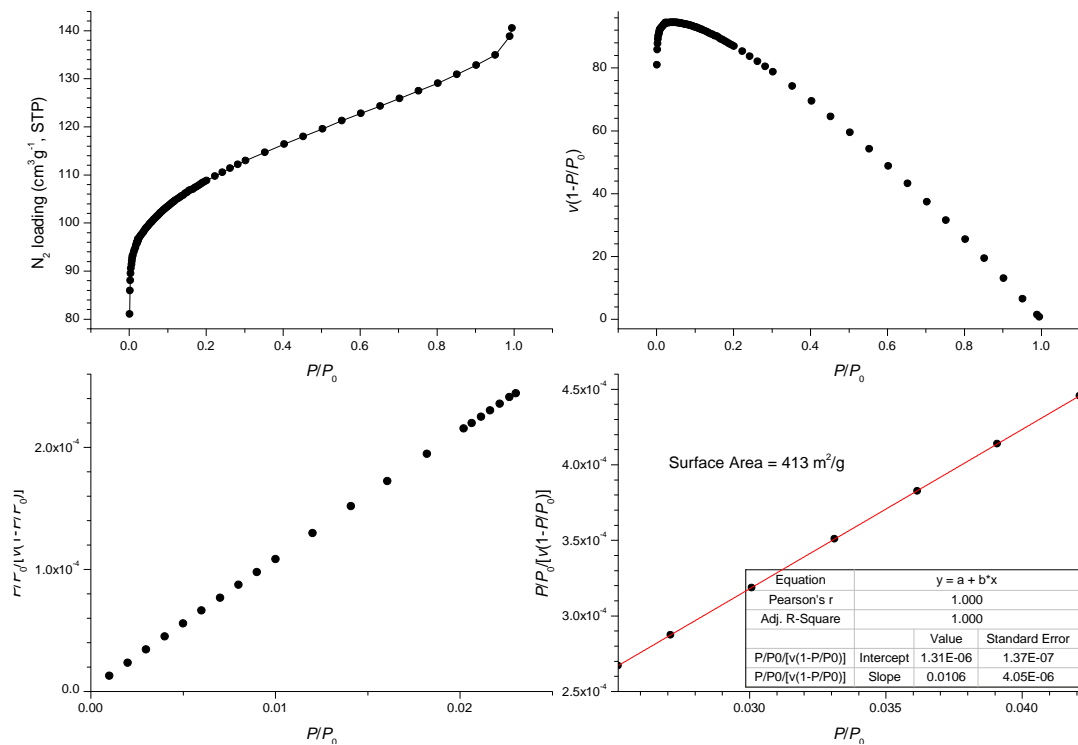 140
130
120
110
100
90
80
N2 loading (cm3g-1, STP)
0.0 0.2 0.4 0.6 0.8 1.0
P/P0
80
60
40
20
0
v(1-P/P0)
0.0 0.2 0.4 0.6 0.8 1.0
P/P0
2.0x10-4
1.0x10-4
0.0
P/P0/[v(1-P/P0)]
0.00 0.01 0.02
P/P0
4.5x10-4
4.0x10-4
3.5x10-4
3.0x10-4
2.5x10-4
P/P0/[v(1-P/P0)]
Surface Area = 413 m2/g
Equation y = a + b*x
Pearson's r 1.000
Adj. R-Square 1.000
Value Standard Error
P/P0/[v(1-P/P0)] Intercept 1.31E-06 1.37E-07
P/P0/[v(1-P/P0)] Slope 0.0106 4.05E-06
0.030 0.035 0.040
P/P0